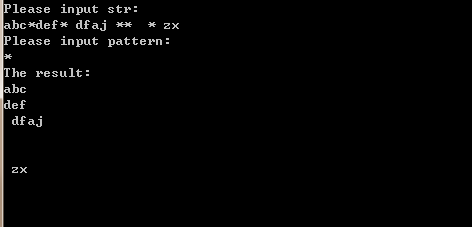 Please input str:
abc*def* dfaj **  * zx
Please input pattern:
*
The result:
abc
def
 dfaj
 zx